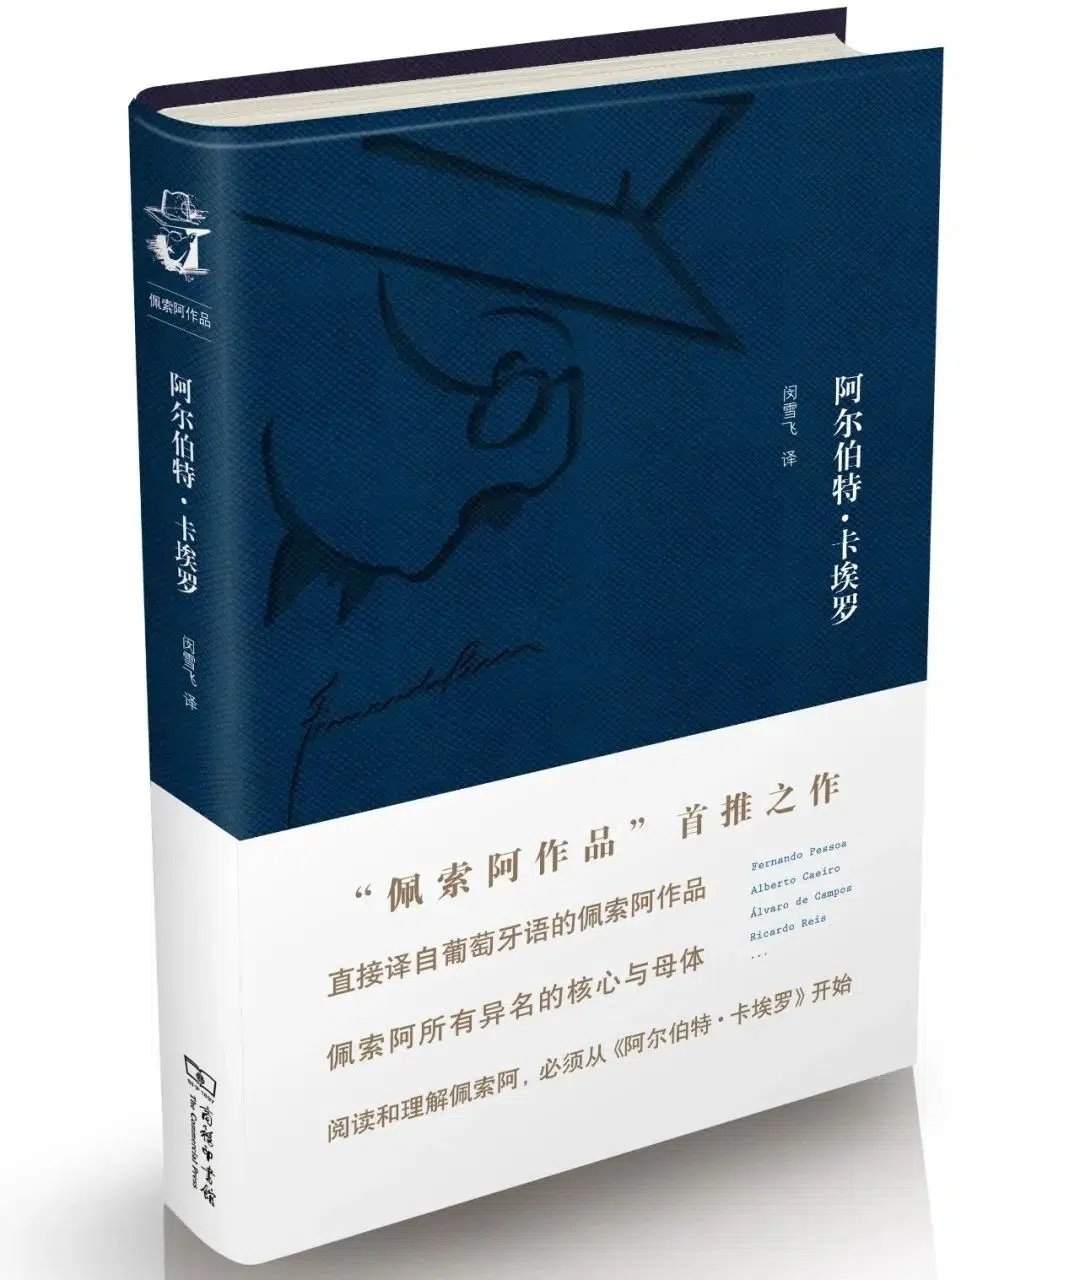 佩索阿作品
阿尔伯特·卡埃罗
闵雪飞 译
阿尔伯特·卡埃罗
闵雪飞 译
Fernando Pessoa
“佩索阿作品”首推之作
直接译自葡萄牙语的佩索阿作品
佩索阿所有异名的核心与母体
阅读和理解佩索阿，必须从《阿尔伯特·卡埃罗》开始
Fernando Pessoa
Alberto Caeiro
Álvaro de Campos
Ricardo Reis
...
商务印书馆
The Commercial Press